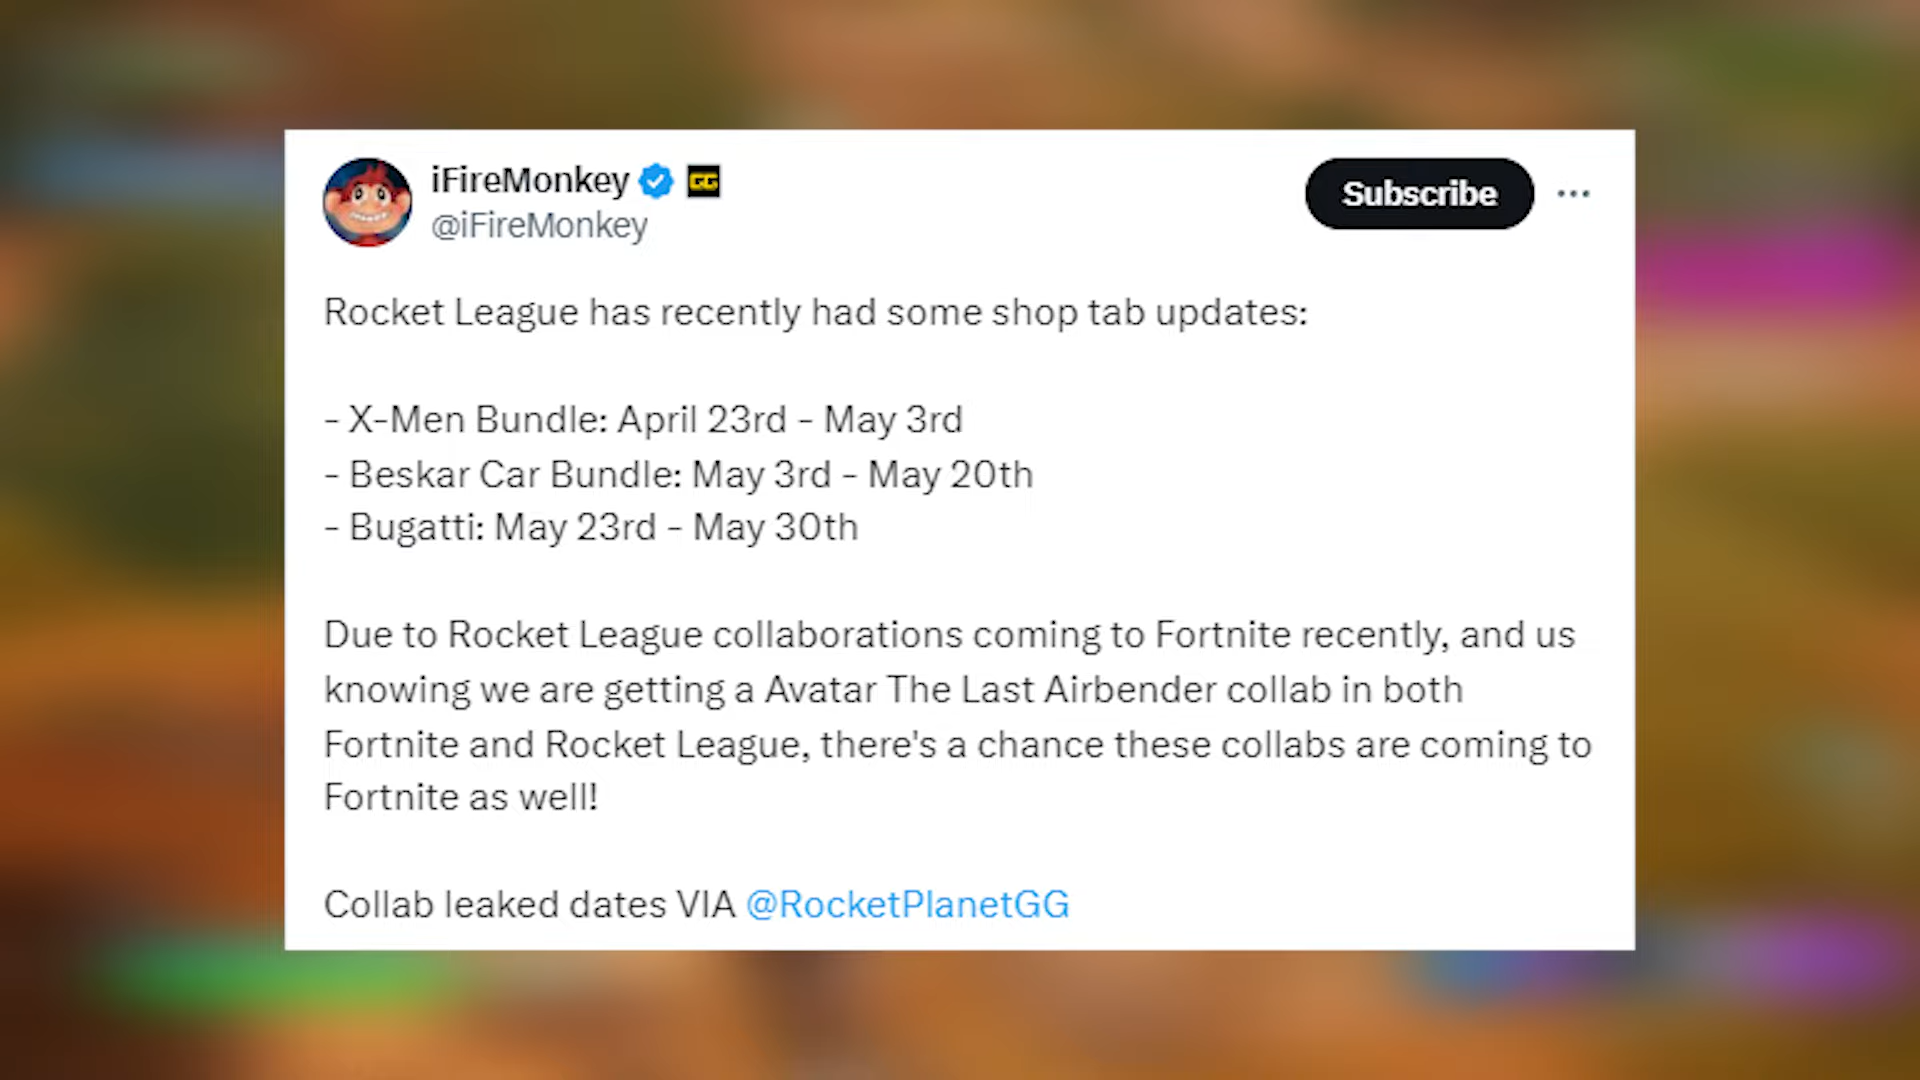 iFireMonkey GG
@iFireMonkey
Subscribe
Rocket League has recently had some shop tab updates:
- X-Men Bundle: April 23rd - May 3rd
- Beskar Car Bundle: May 3rd - May 20th
- Bugatti: May 23rd - May 30th
Due to Rocket League collaborations coming to Fortnite recently, and us
knowing we are getting a Avatar The Last Airbender collab in both
Fortnite and Rocket League, there's a chance these collabs are coming to
Fortnite as well!
Collab leaked dates VIA @RocketPlanetGG